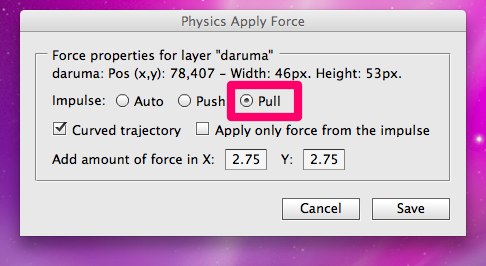 Physics Apply Force
Force properties for layer "daruma"
daruma: Pos (x,y): 78,407 - Width: 46px. Height: 53px.
Impulse: Auto Push Pull
Curved trajectory Apply only force from the impulse
Add amount of force in X: 2.75 Y: 2.75
Cancel Save